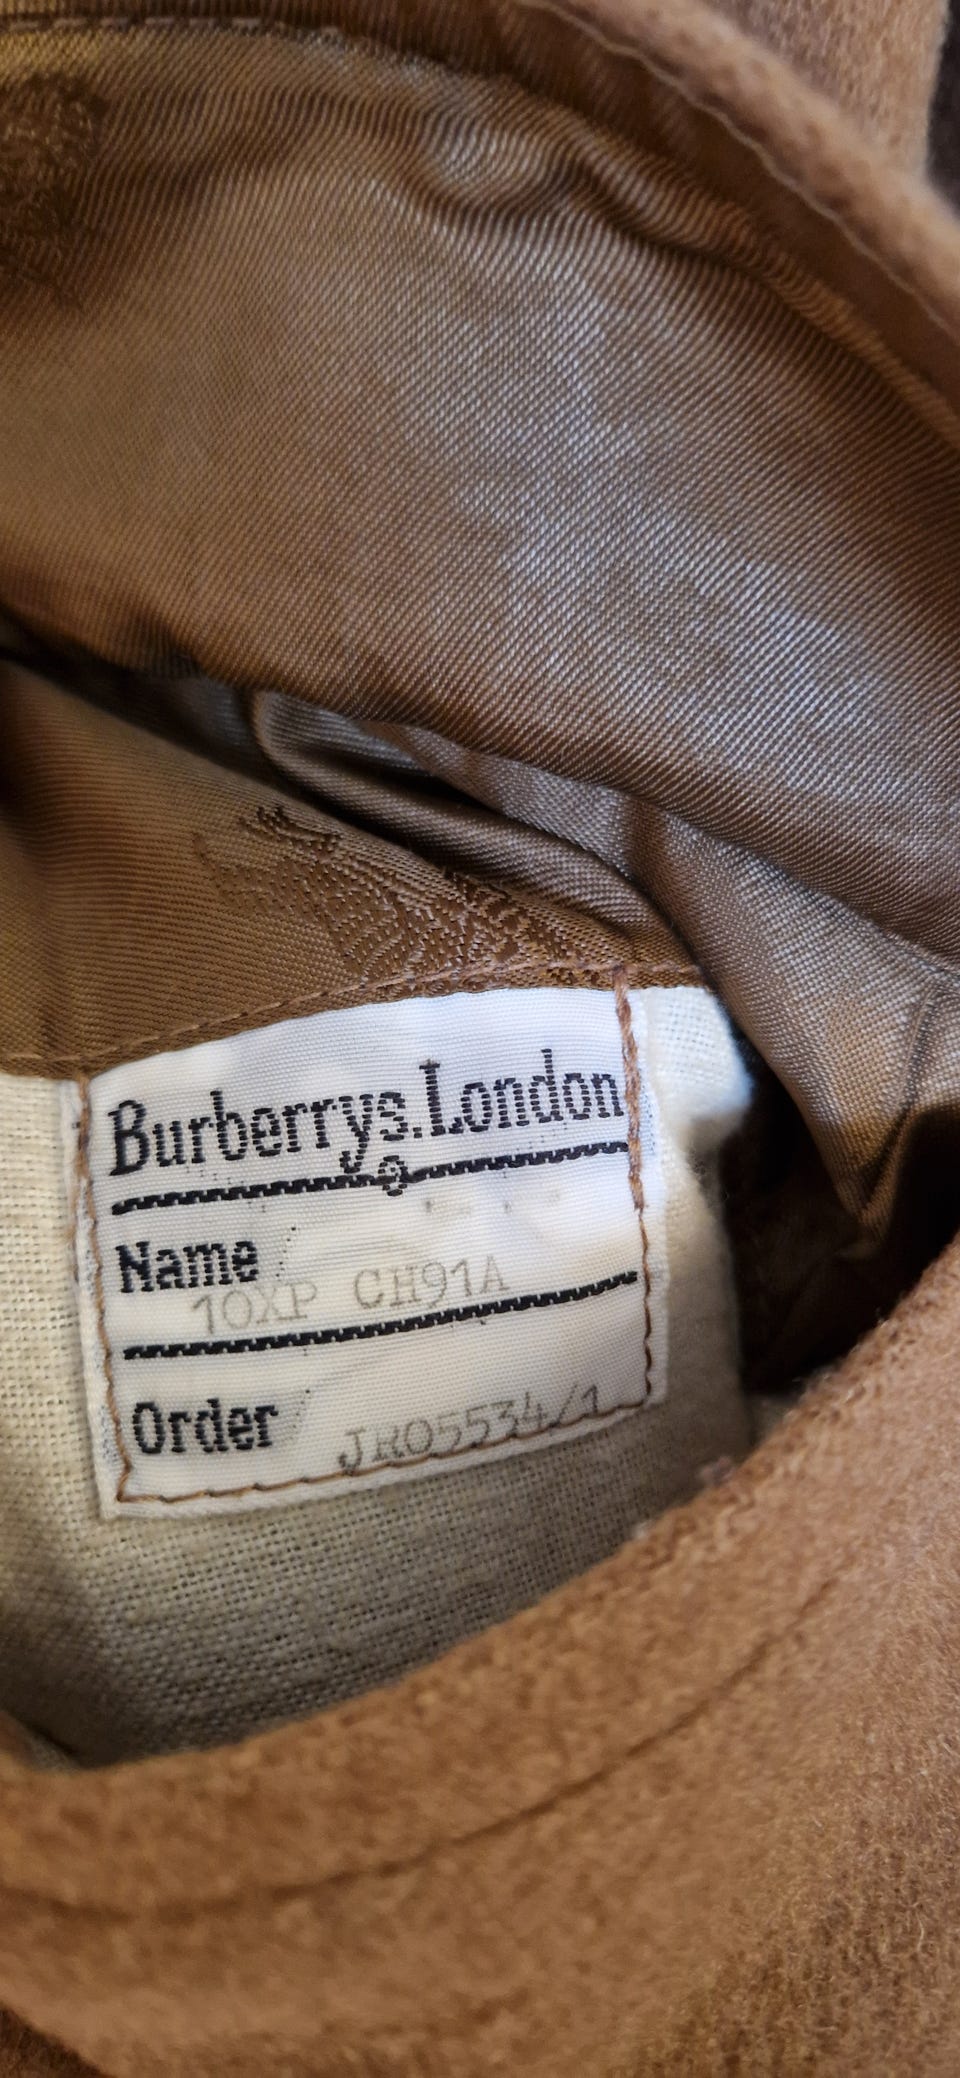 Burberrys.London
Name
10XP CH91A
Order
JR05534/1